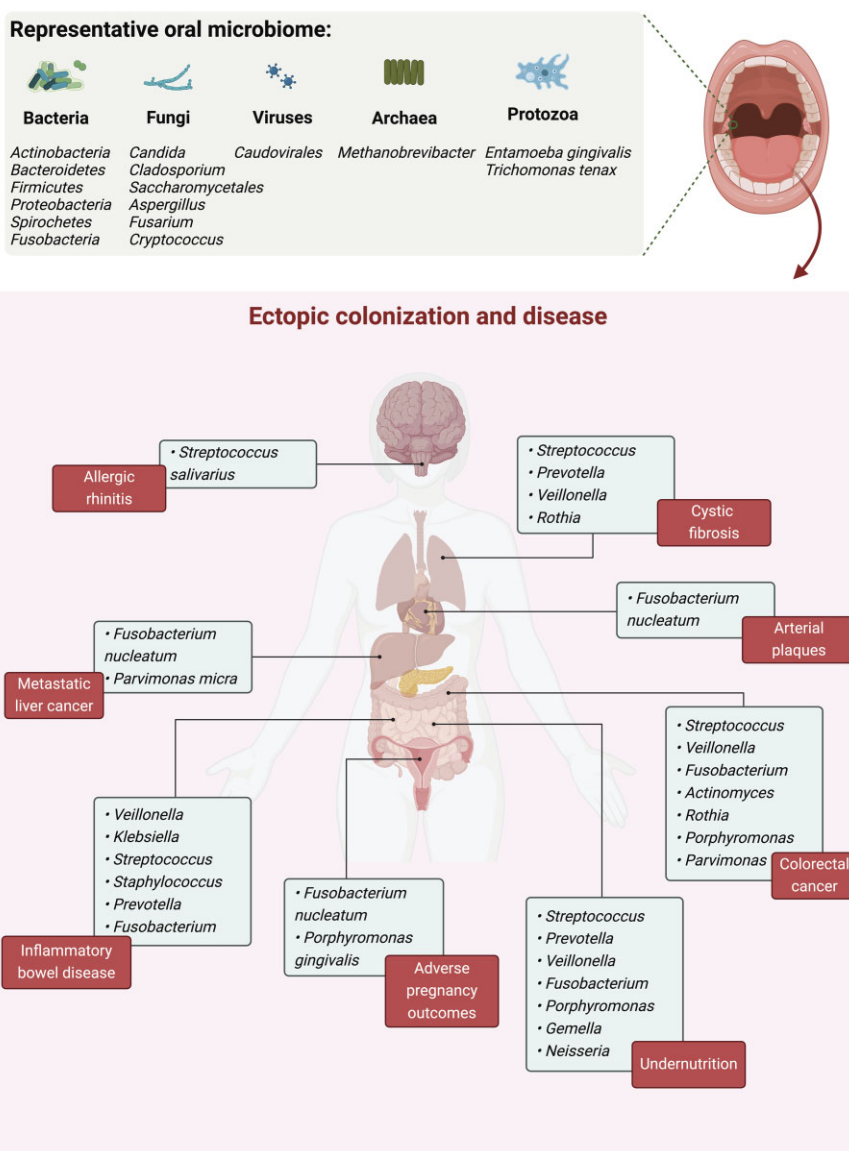 Representative oral microbiome:
Bacteria
Actinobacteria
Bacteroidetes
Firmicutes
Proteobacteria
Spirochetes
Fusobacteria
Fungi
Candida
Cladosporium
Saccharomycetales
Aspergillus
Fusarium
Cryptococcus
Viruses
Caudovirales
Archaea
Methanobrevibacter
Protozoa
Entamoeba gingivalis
Trichomonas tenax
Ectopic colonization and disease
• Streptococcus
salivarius
Allergic
rhinitis
• Streptococcus
• Prevotella
• Veillonella
• Rothia
Cystic
fibrosis
• Fusobacterium
nucleatum
Arterial
plaques
• Fusobacterium
nucleatum
• Parvimonas micra
Metastatic
liver cancer
• Streptococcus
• Veillonella
• Fusobacterium
• Actinomyces
• Rothia
• Porphyromonas
• Parvimonas
Colorectal
cancer
• Veillonella
• Klebsiella
• Streptococcus
• Staphylococcus
• Prevotella
• Fusobacterium
Inflammatory
bowel disease
• Fusobacterium
nucleatum
• Porphyromonas
gingivalis
Adverse
pregnancy
outcomes
• Streptococcus
• Prevotella
• Veillonella
• Fusobacterium
• Porphyromonas
• Gemella
• Neisseria
Undernutrition